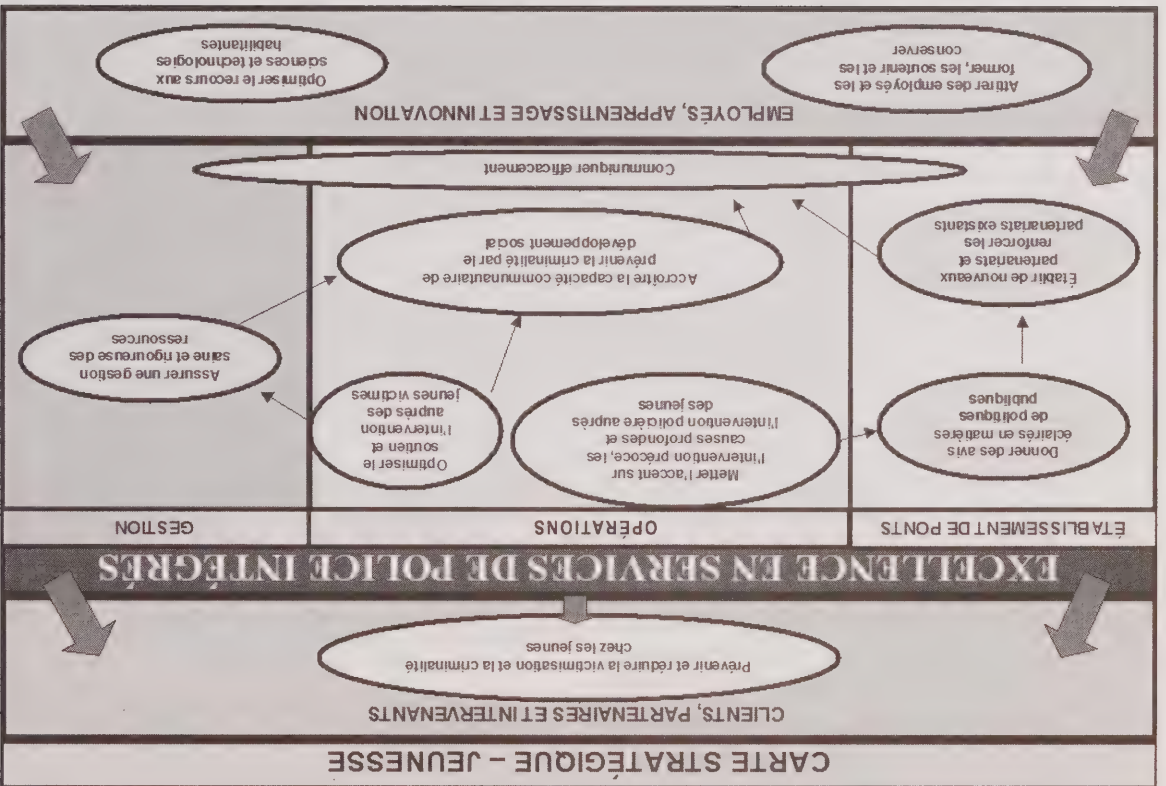 CARTE STRATÉGIQUE – JEUNESSE
CLIENTS, PARTENAIRES ET INTERVENANTS
Prévenir et réduire la victimisation et la criminalité
chez les jeunes
EXCELLENCE EN SERVICES DE POLICE INTÉGRÉS
ÉTABLISSEMENT DE PONTS
OPÉRATIONS
GESTION
Donner des avis
éclairés en matières
de politiques
publiques
Metter l'accent sur
l'intervention précoce, les
causes profondes et
l'intervention policière auprès
des jeunes
Optimiser le
soutien et
l'intervention
auprès des
jeunes victimes
Assurer une gestion
saine et rigoureuse des
ressources
Établir de nouveaux
partenariats et
renforcer les
partenariats existants
Accroître la capacité communautaire de
prévenir la criminalité par le
développement social
Communiquer efficacement
EMPLOYÉS, APPRENTISSAGE ET INNOVATION
Attirer des employés et les
former, les soutenir et les
conserver
Optimiser le recours aux
sciences et technologies
habilitantes